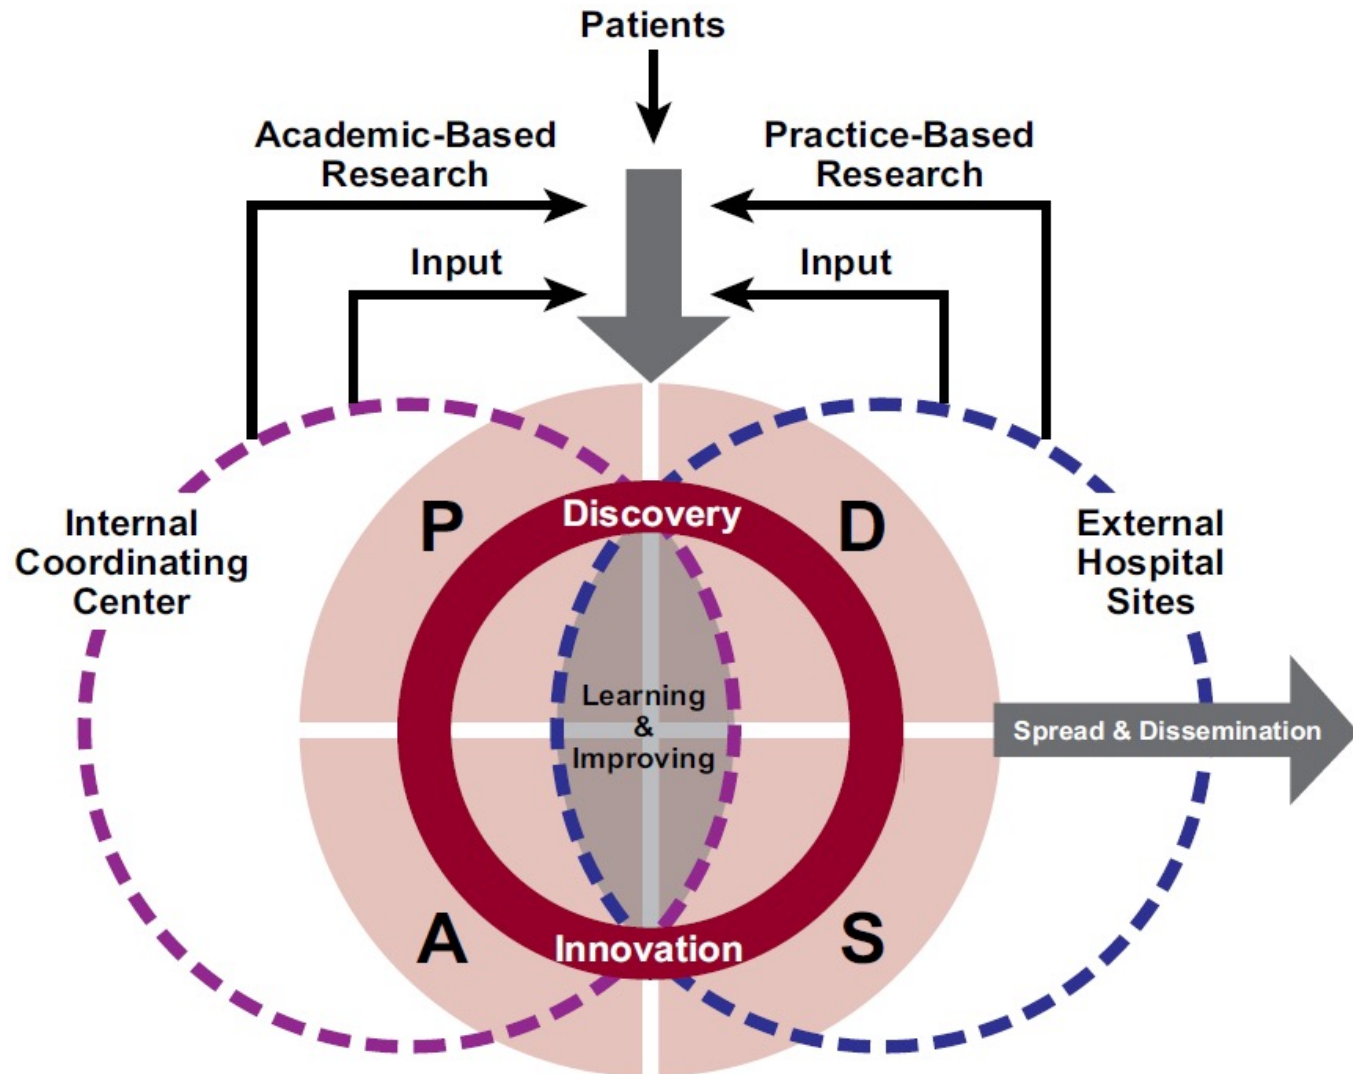 Patients
Academic-Based
Research
Practice-Based
Research
Input
Input
P
Discovery
D
Internal
Coordinating
Center
External
Hospital
Sites
Learning
&
Improving
Spread & Dissemination
A
Innovation
S